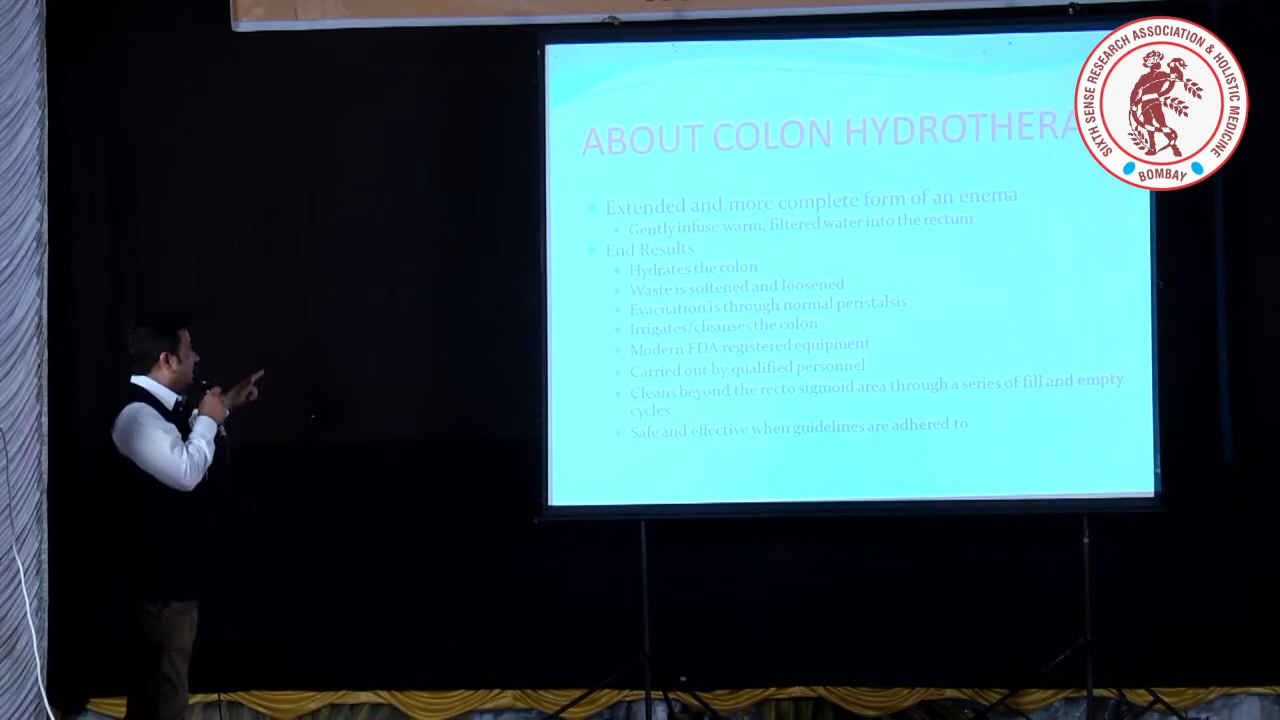 ABOUT COLON HYDROTHERA
Extended and more complete form of an enema
Gently infuse warm, filtered water into the rectum
End Results
Hydrates the colon
Waste is softened and loosened
Evacuation is through normal peristalsis
Irrigates/cleanses the colon
Modern FDA registered equipment
Carried out by qualified personnel
Cleans beyond the recto sigmoid area through a series of fill and empty
cycles
Safe and effective when guidelines are adhered to
SIXTH SENSE RESEARCH ASSOCIATION & HOLISTIC MEDICINE
BOMBAY